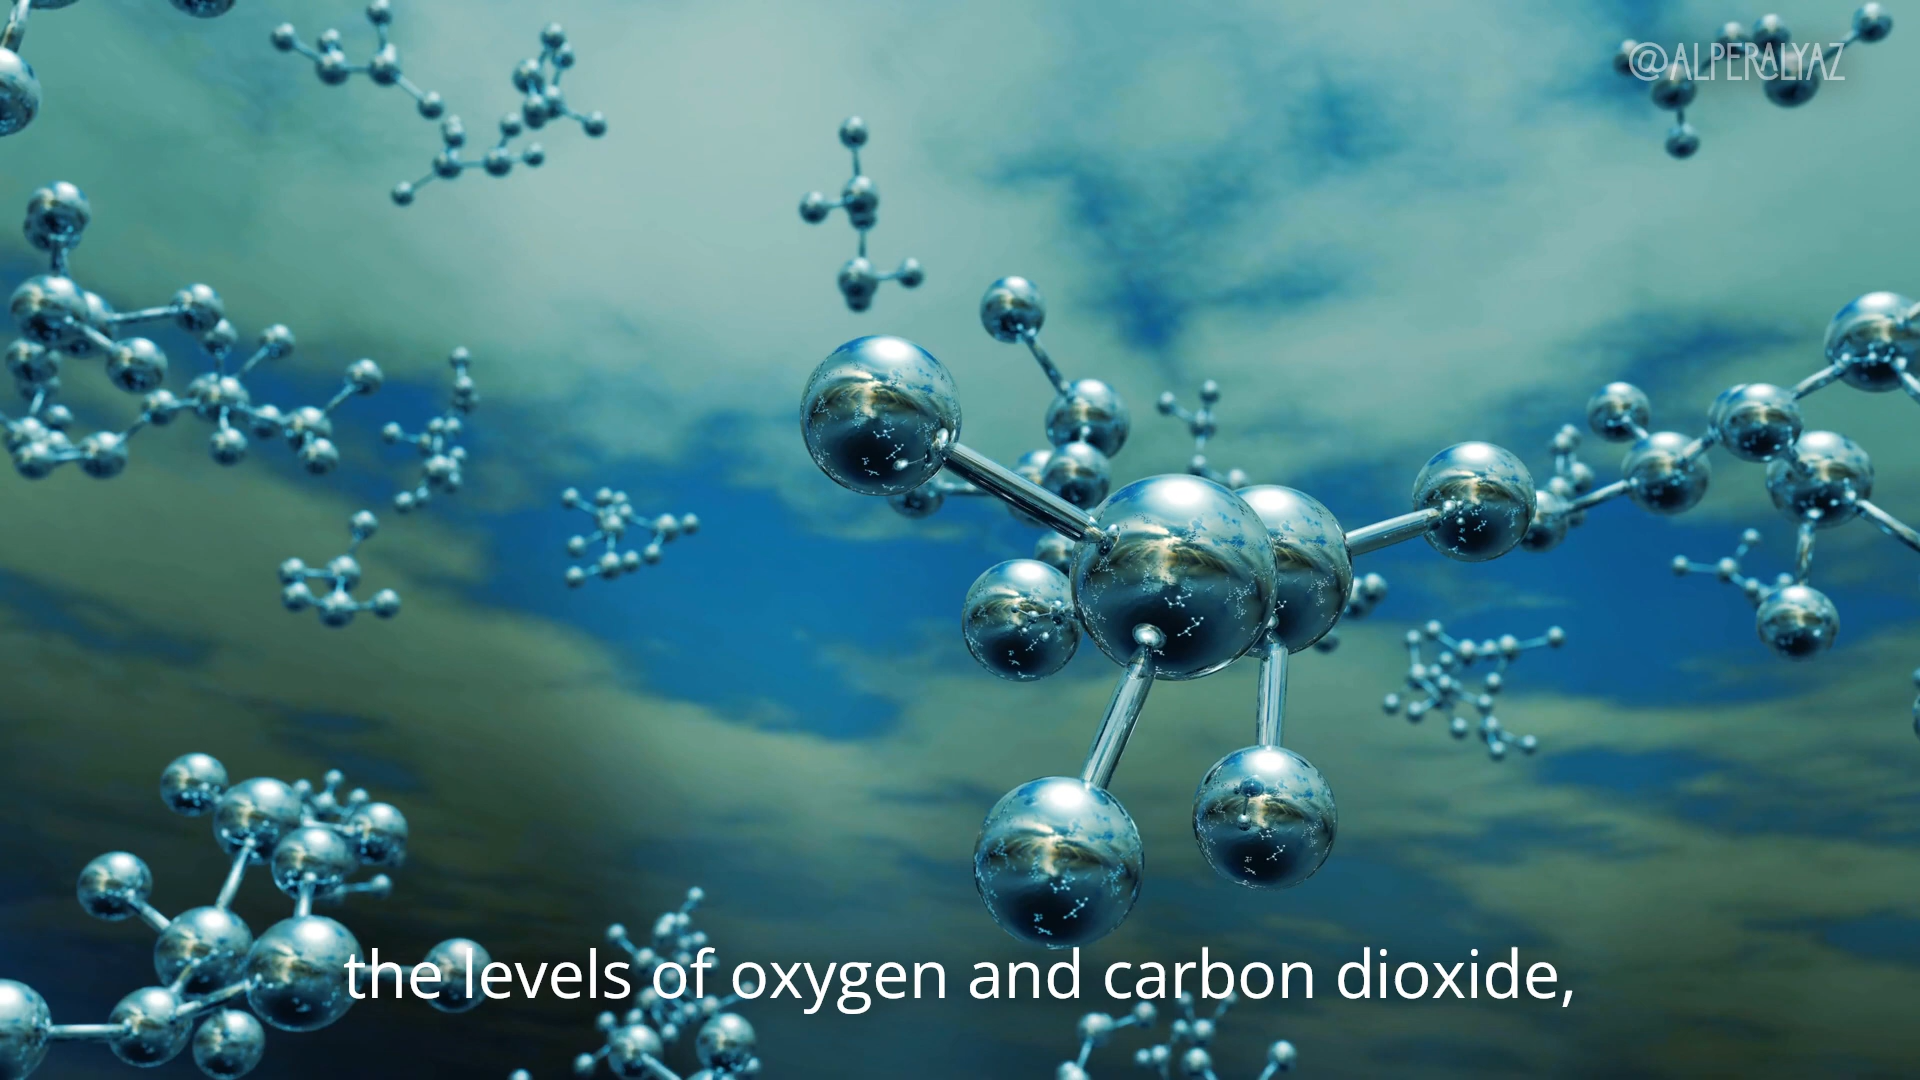 @ALPERALYAZ
the levels of oxygen and carbon dioxide,